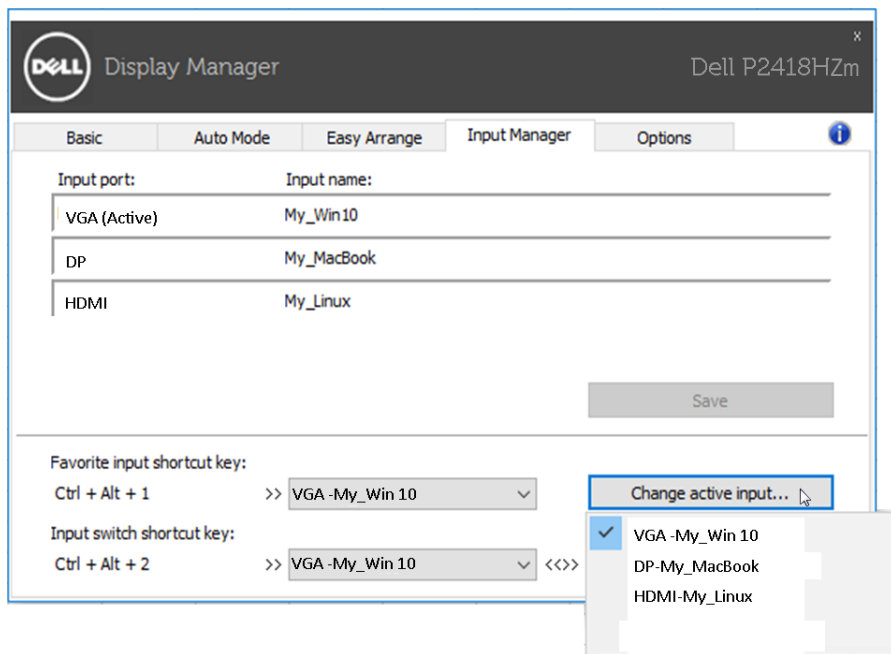 x
DELL Display Manager Dell P2418HZm
Basic Auto Mode Easy Arrange Input Manager Options i
Input port: Input name:
VGA (Active) My_Win10
DP My_MacBook
HDMI My_Linux
Save
Favorite input shortcut key:
Ctrl + Alt + 1 >> VGA -My_Win 10 Change active input...
Input switch shortcut key:
VGA -My_Win 10
Ctrl + Alt + 2 >> VGA -My_Win 10 <<>> DP-My_MacBook
HDMI-My_Linux